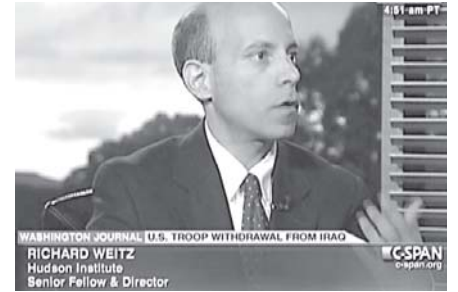 4:51 am PT
WASHINGTON JOURNAL U.S. TROOP WITHDRAWAL FROM IRAQ
RICHARD WEITZ
Hudson Institute
Senior Fellow & Director
C-SPAN
c-span.org